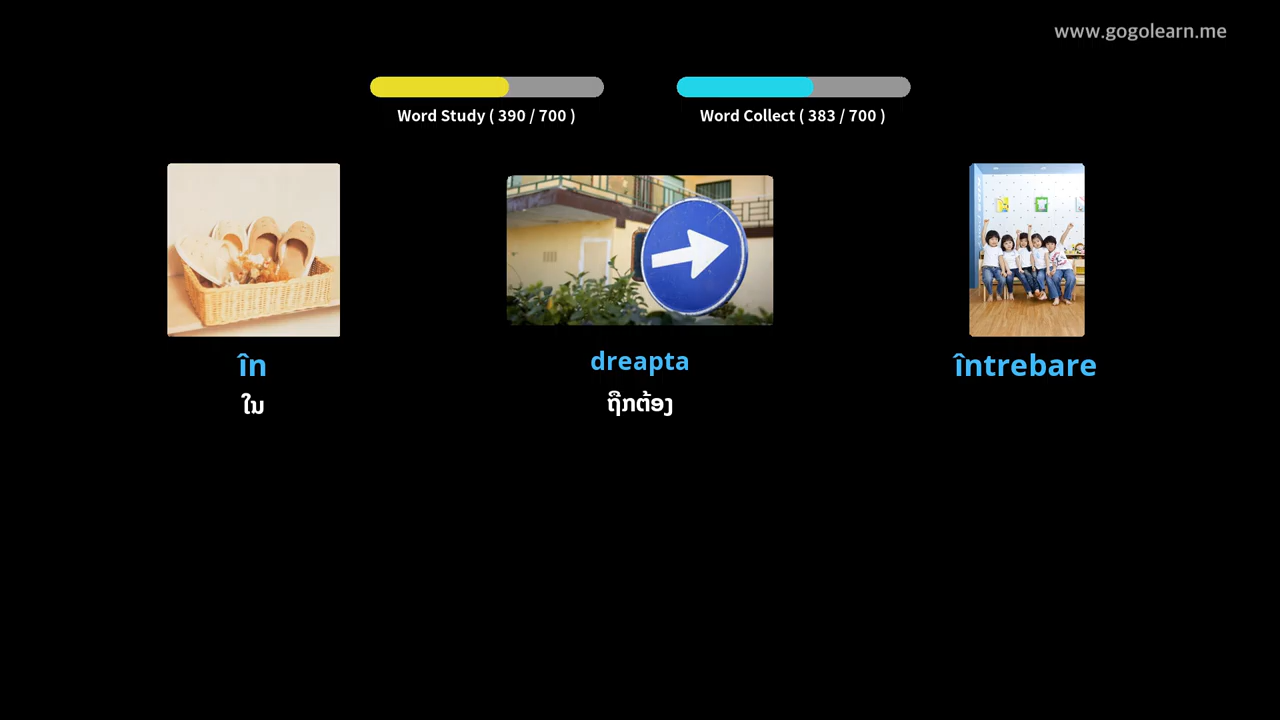 www.gogolearn.me
Word Study ( 390 / 700 )
Word Collect ( 383 / 700 )
în
dreapta
întrebare
ໃນ
ຖືກຕ້ອງ